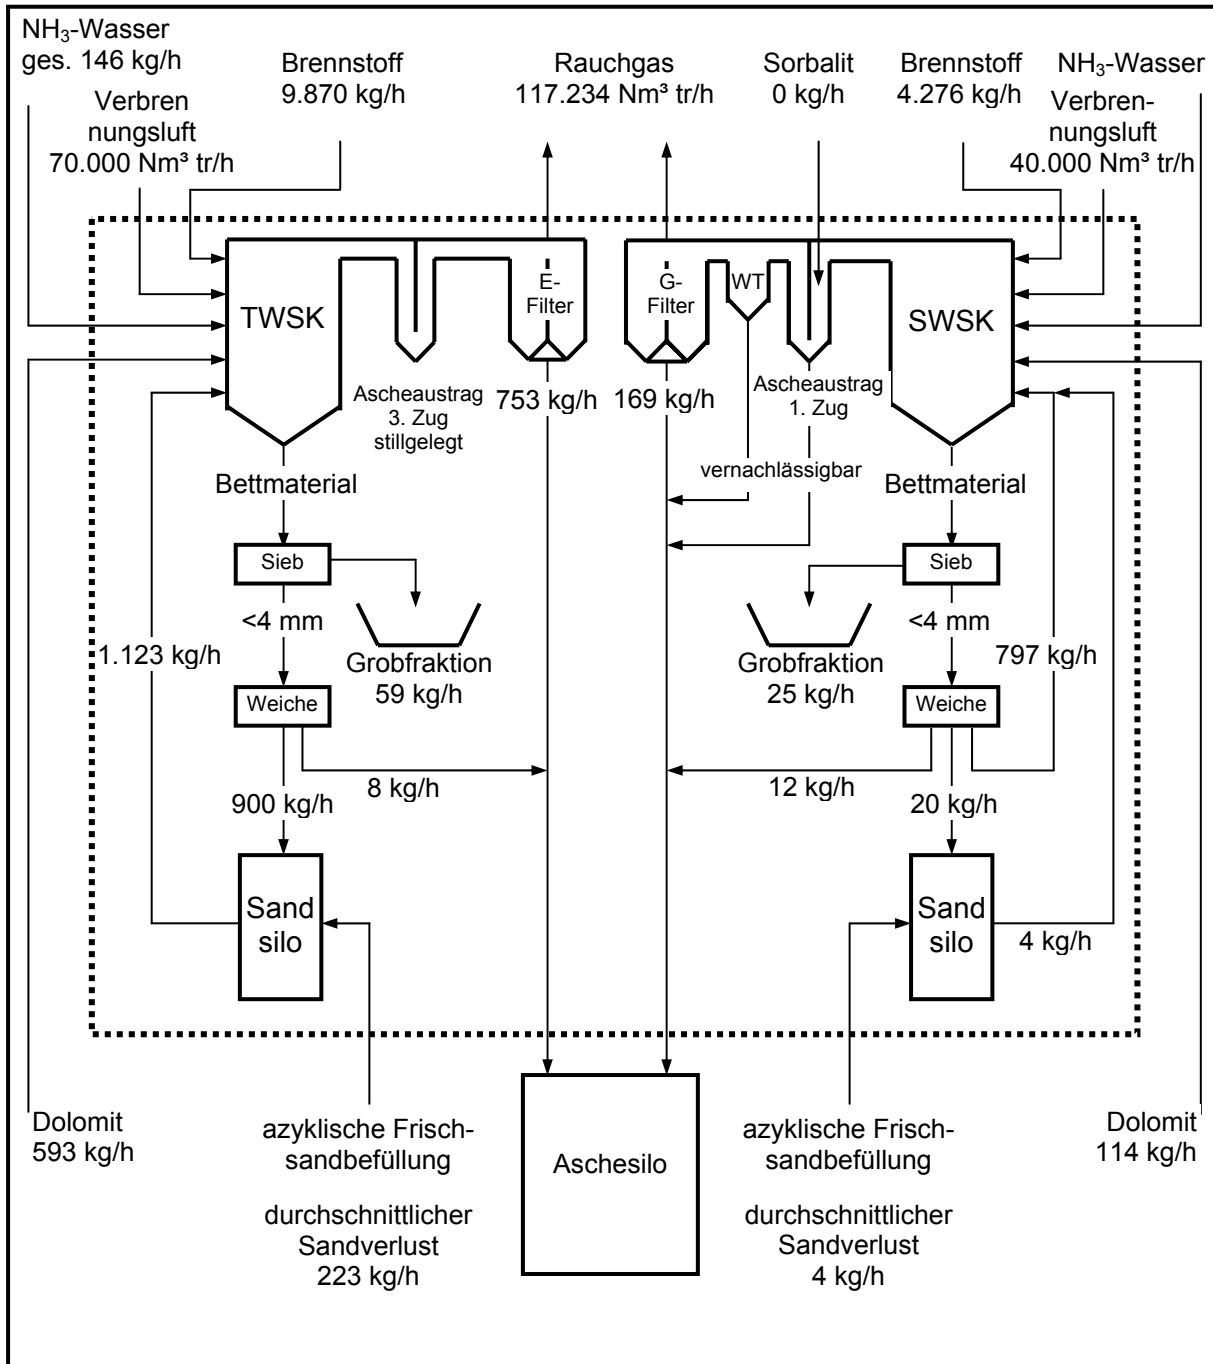 NH₃-Wasser
ges. 146 kg/h
Verbren
nungsluft
70.000 Nm³ tr/h
Brennstoff
9.870 kg/h
Rauchgas
117.234 Nm³ tr/h
Sorbalit
0 kg/h
Brennstoff
4.276 kg/h
NH₃-Wasser
Verbren-
nungsluft
40.000 Nm³ tr/h
TWSK
E-
Filter
G-
Filter
WT
SWSK
Ascheaustrag
3. Zug
stillgelegt
753 kg/h
169 kg/h
Ascheaustrag
1. Zug
vernachlässigbar
Bettmaterial
Bettmaterial
Sieb
Sieb
<4 mm
<4 mm
1.123 kg/h
Grobfraktion
59 kg/h
Grobfraktion
25 kg/h
797 kg/h
Weiche
Weiche
8 kg/h
12 kg/h
900 kg/h
20 kg/h
Sand
silo
Sand
silo
4 kg/h
Dolomit
593 kg/h
azyklische Frisch-
sandbefüllung
durchschnittlicher
Sandverlust
223 kg/h
Aschesilo
azyklische Frisch-
sandbefüllung
durchschnittlicher
Sandverlust
4 kg/h
Dolomit
114 kg/h